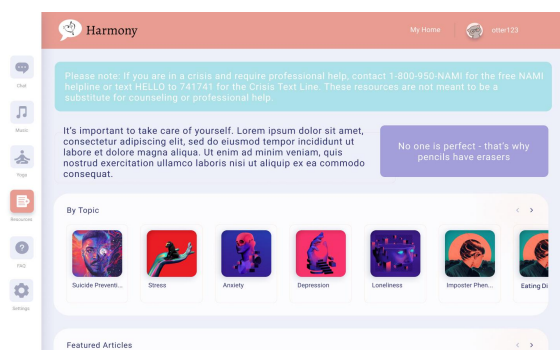 Harmony
My Home
otter123
Please note: If you are in a crisis and require professional help, contact 1-800-950-NAMI for the free NAMI
helpline or text HELLO to 741741 for the Crisis Text Line. These resources are not meant to be a
substitute for counseling or professional help.
Chat
Music
Yoga
Resources
FAQ
Settings
It's important to take care of yourself. Lorem ipsum dolor sit amet,
consectetur adipiscing elit, sed do eiusmod tempor incididunt ut
labore et dolore magna aliqua. Ut enim ad minim veniam, quis
nostrud exercitation ullamco laboris nisi ut aliquip ex ea commodo
consequat.
No one is perfect - that's why
pencils have erasers
By Topic
Suicide Preventi...
Stress
Anxiety
Depression
Loneliness
Imposter Phen...
Eating Di
Featured Articles